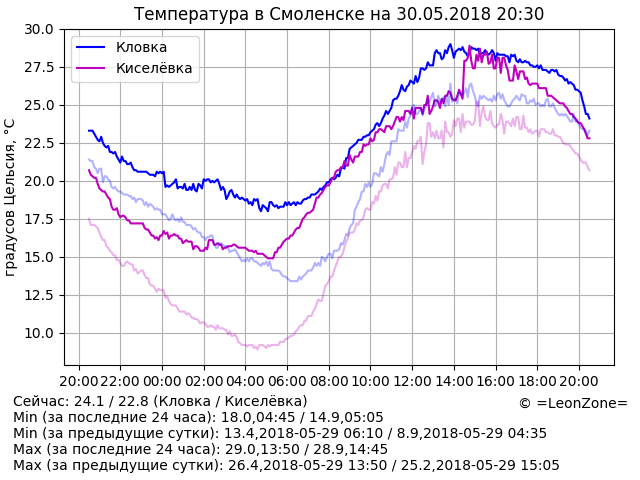 Температура в Смоленске на 30.05.2018 20:30
Кловка
Киселёвка
градусов Цельсия, °C
30.0
27.5
25.0
22.5
20.0
17.5
15.0
12.5
10.0
20:00 22:00 00:00 02:00 04:00 06:00 08:00 10:00 12:00 14:00 16:00 18:00 20:00
Сейчас: 24.1 / 22.8 (Кловка / Киселёвка)
© =LeonZone=
Min (за последние 24 часа): 18.0,04:45 / 14.9,05:05
Min (за предыдущие сутки): 13.4,2018-05-29 06:10 / 8.9,2018-05-29 04:35
Max (за последние 24 часа): 29.0,13:50 / 28.9,14:45
Max (за предыдущие сутки): 26.4,2018-05-29 13:50 / 25.2,2018-05-29 15:05